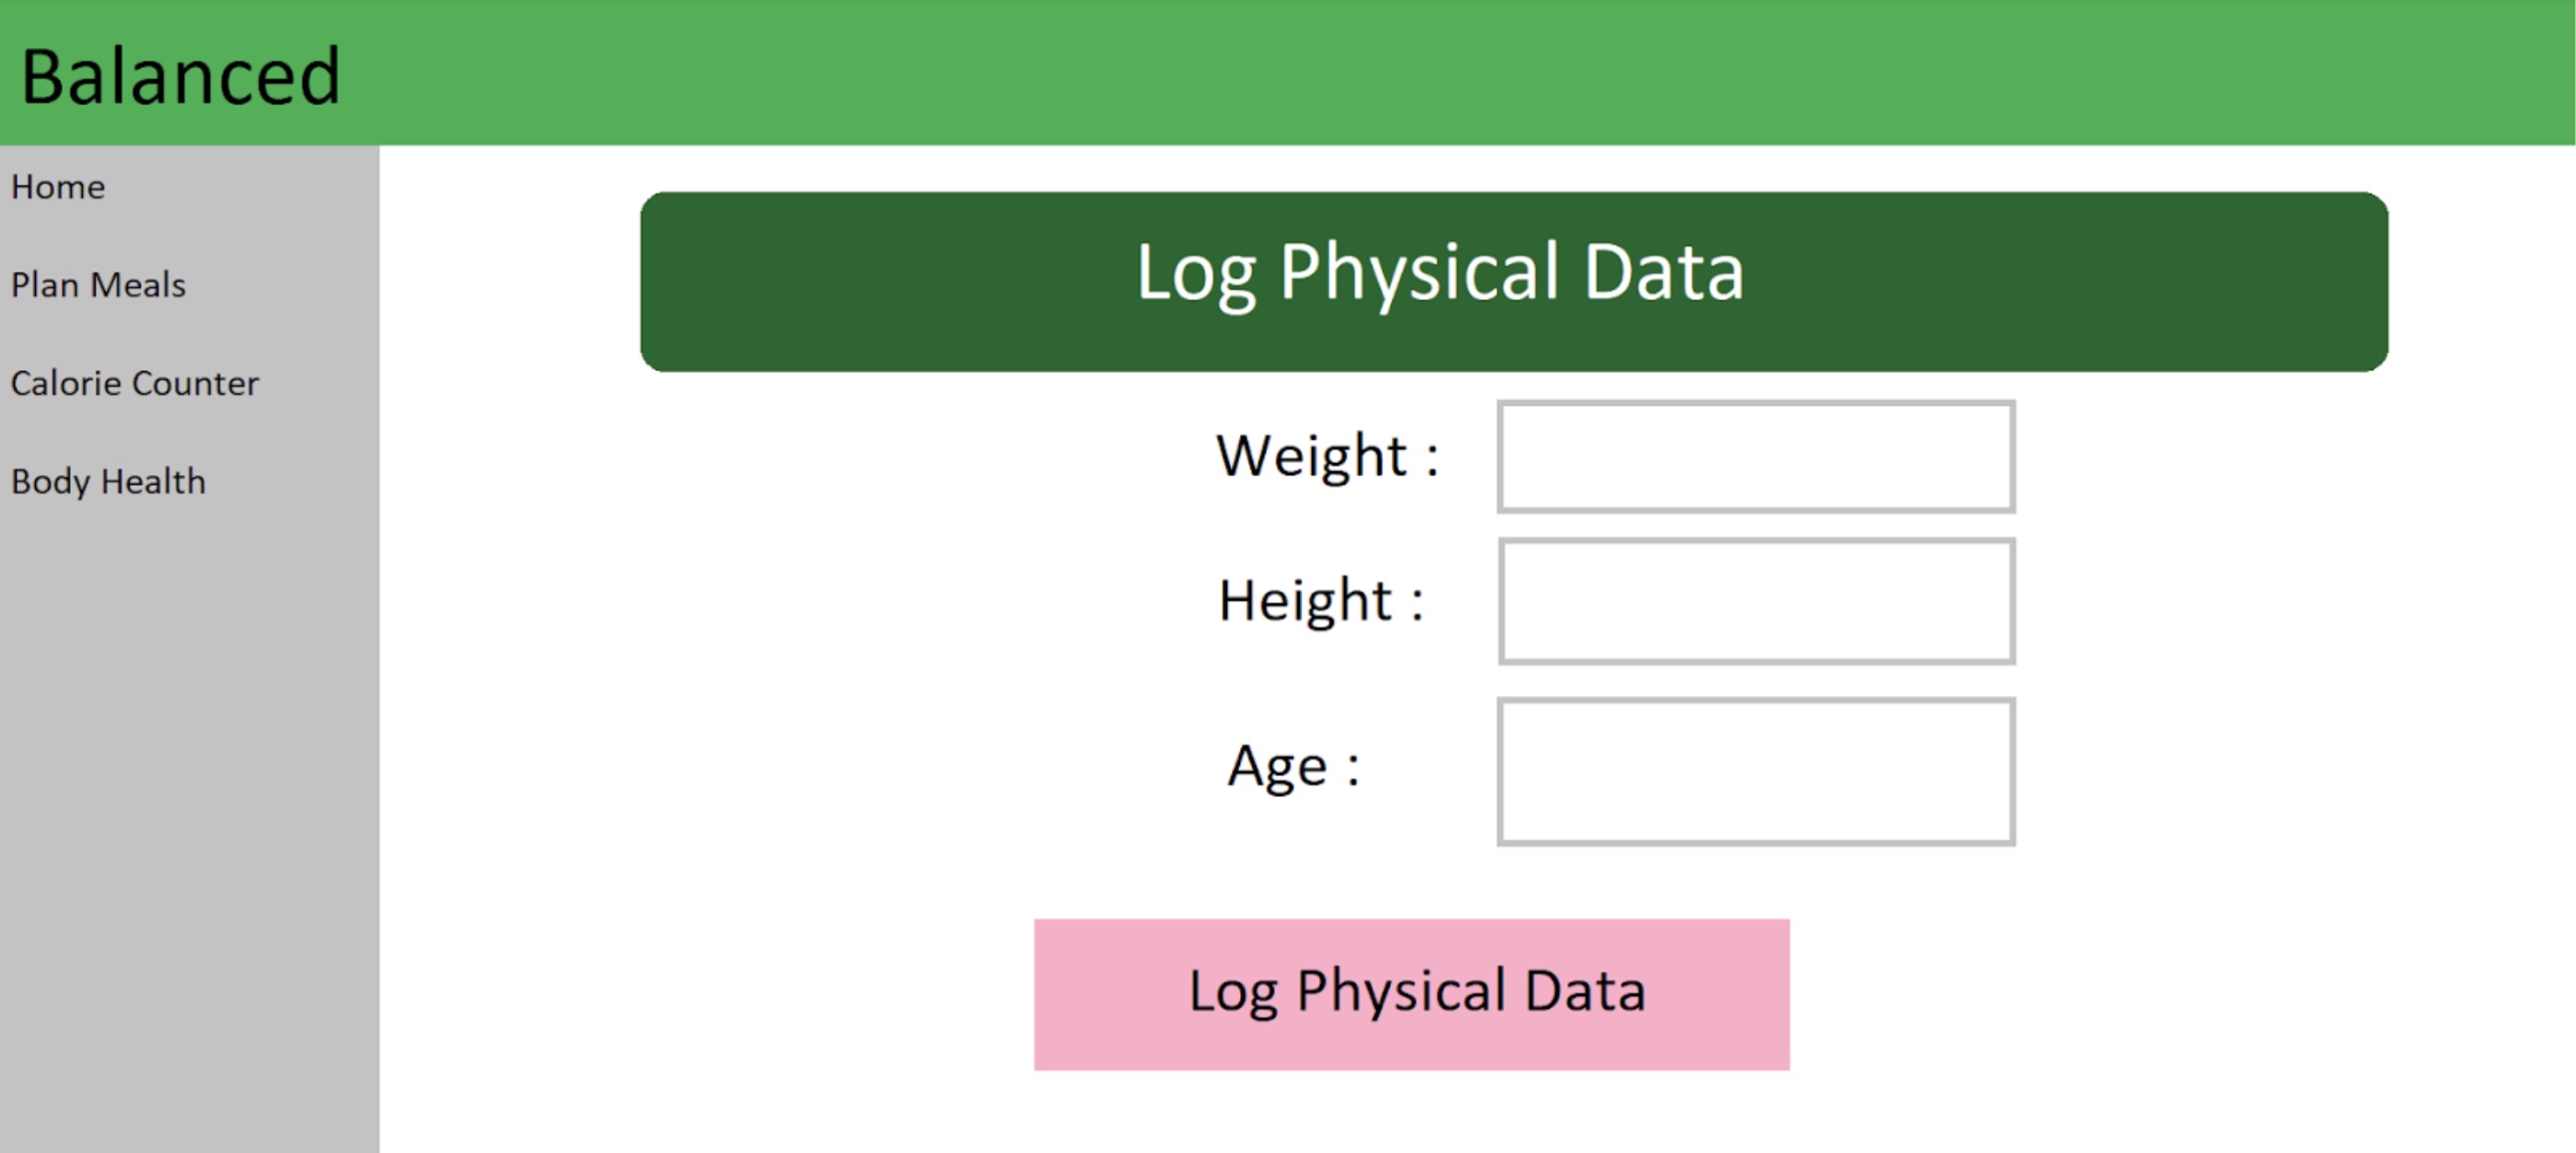 Balanced
Home
Plan Meals
Calorie Counter
Body Health
Log Physical Data
Weight :
Height :
Age :
Log Physical Data